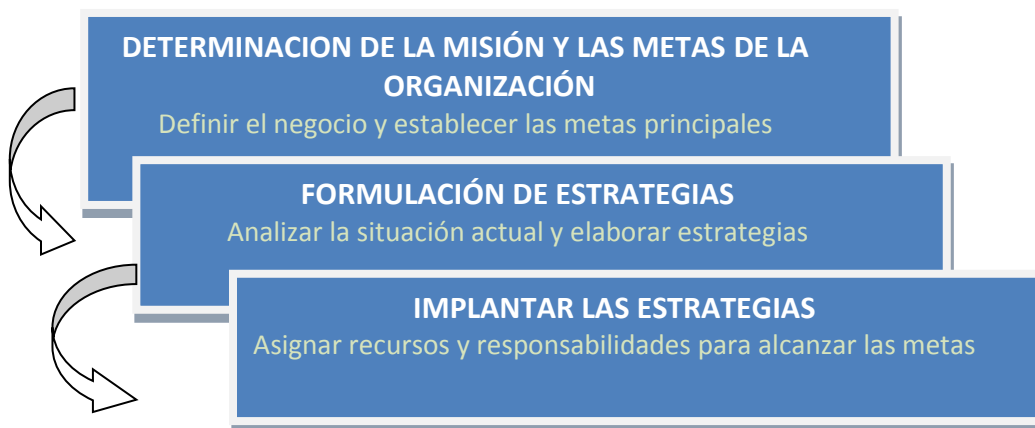 DETERMINACION DE LA MISIÓN Y LAS METAS DE LA
ORGANIZACIÓN
Definir el negocio y establecer las metas principales
FORMULACIÓN DE ESTRATEGIAS
Analizar la situación actual y elaborar estrategias
IMPLANTAR LAS ESTRATEGIAS
Asignar recursos y responsabilidades para alcanzar las metas